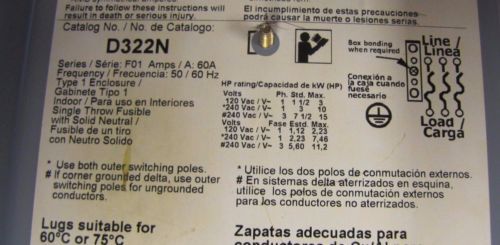 Failure to follow these instructions will
result in death or serious injury.
El incumplimiento de estas precauciones
podrá causar la muerte o lesiones serias.
Catalog No. / No. de Catalogo:
D322N
Series / Série: F01 Amps / A: 60A
Frequency / Frecuencia: 50 / 60 Hz
Type 1 Enclosure /
Gabinete Tipo 1
Indoor / Para uso en Interiores
Single Throw Fusible
with Solid Neutral /
Fusible de un tiro
con Neutro Solido
HP rating/Capacidad de kW (HP)
Volts Ph. Std. Max.
120 Vac / V~ 1 1 1/2 3
*240 Vac / V~ 1 3 10
#240 Vac / V~ 3 7 1/2 15
Volts Fase Estd. Max.
120 Vac / V~ 1 1,12 2,23
*240 Vac / V~ 1 2,23 7,46
#240 Vac / V~ 3 5,60 11,2
Box bonding
when required
Conexión a
la caja cuando
fuese
necesario
Line /
Linea
Load /
Carga
* Use both outer switching poles.
# If corner grounded delta, use outer
switching poles for ungrounded
conductors.
* Utilice los dos polos de conmutación externos.
# En sistemas delta aterrizados en esquina,
utilice los polos de conmutación externos
para los conductores no aterrizados.
Lugs suitable for
60°C or 75°C
Zapatas adecuadas para